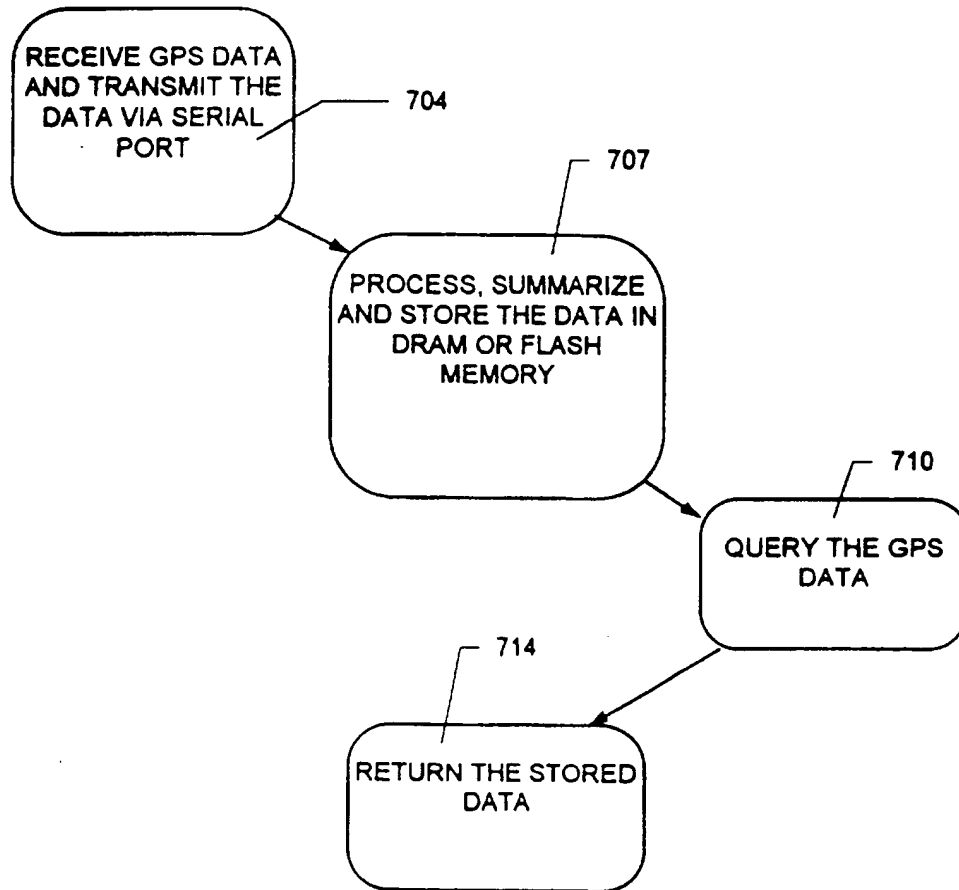 RECEIVE GPS DATA
AND TRANSMIT THE
DATA VIA SERIAL
PORT
704
707
PROCESS, SUMMARIZE
AND STORE THE DATA IN
DRAM OR FLASH
MEMORY
710
QUERY THE GPS
DATA
714
RETURN THE STORED
DATA